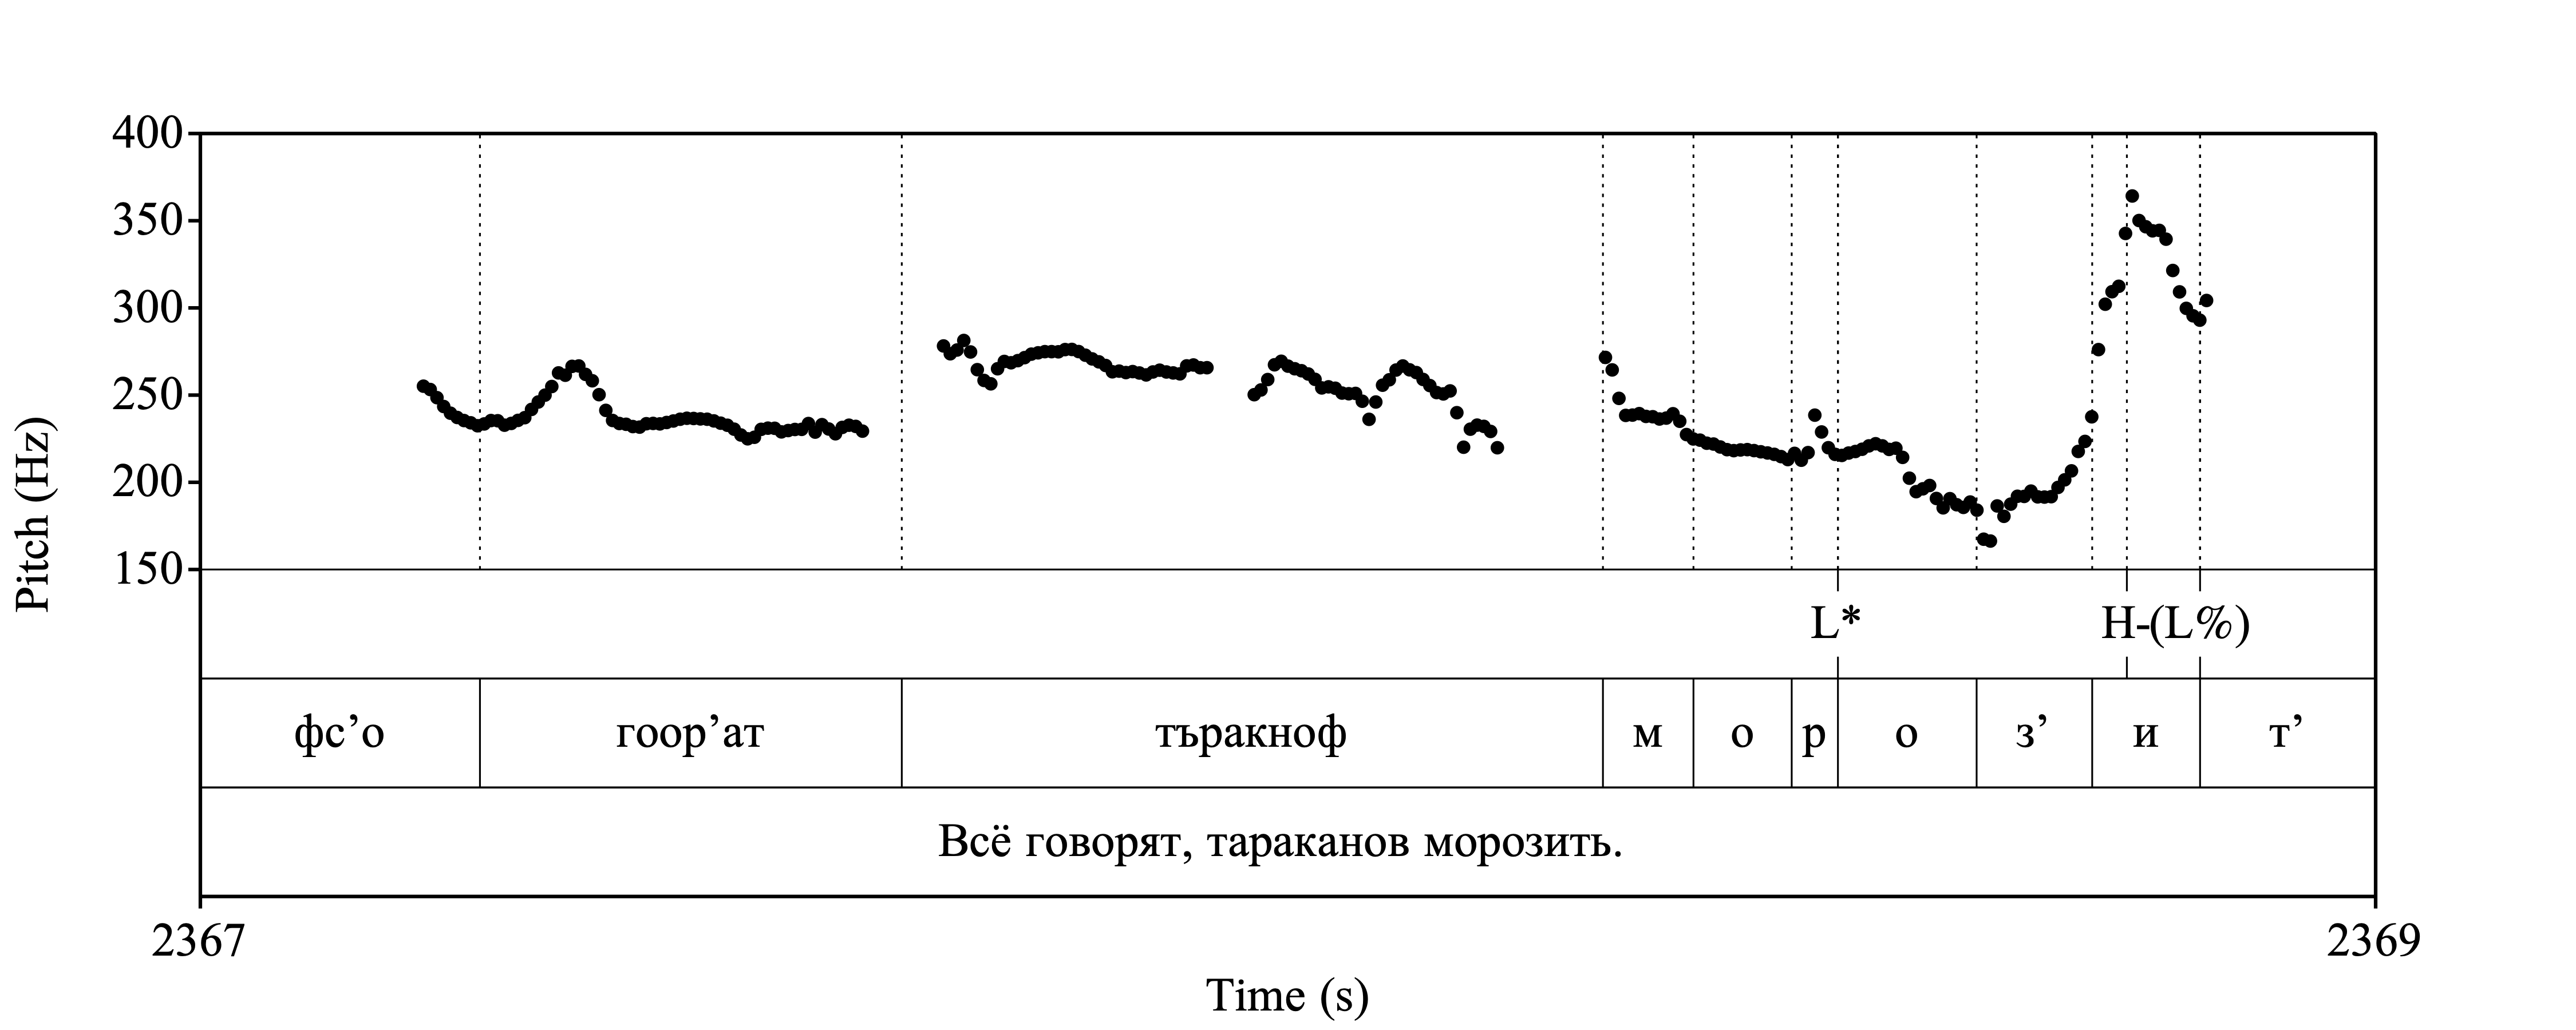 400
350
300
250
200
150
Pitch (Hz)
L* H-(L%)
фс’о гоор’ат търакноф м о р о з’ и т’
Всё говорят, тараканов морозить.
2367 2369
Time (s)